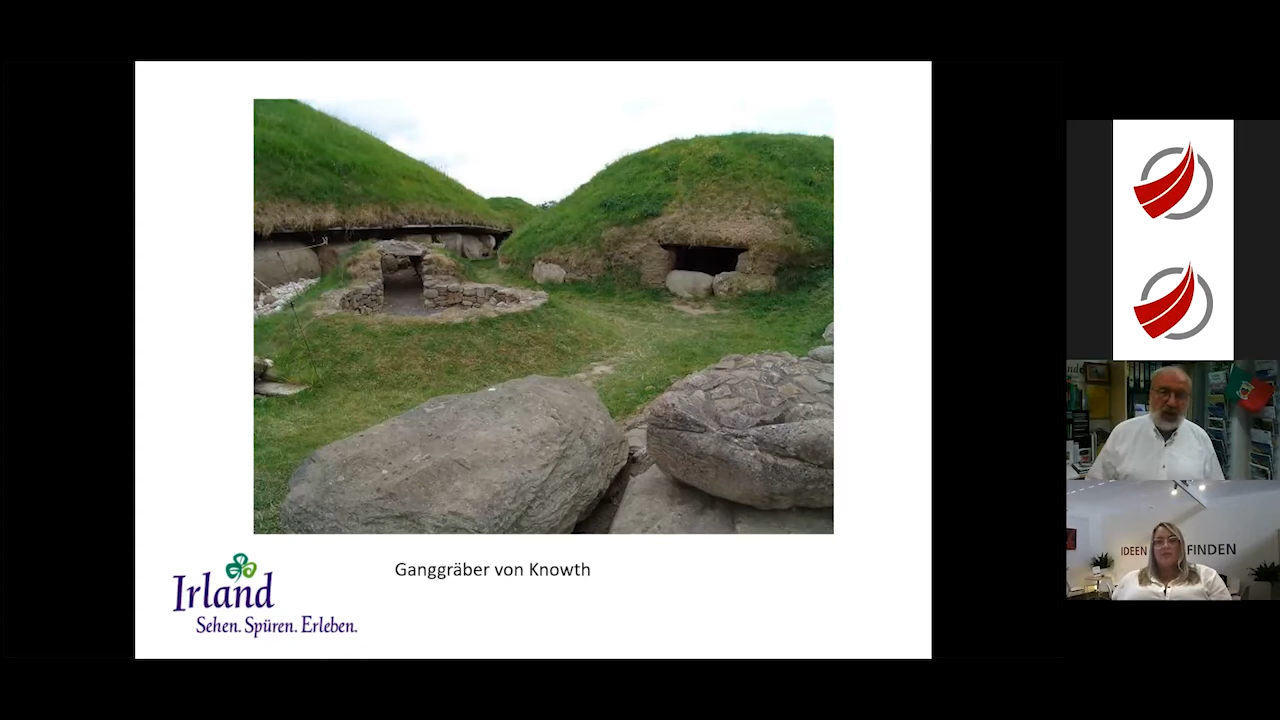 Ganggräber von Knowth
Irland
Sehen. Spüren. Erleben.
IDEEN FINDEN